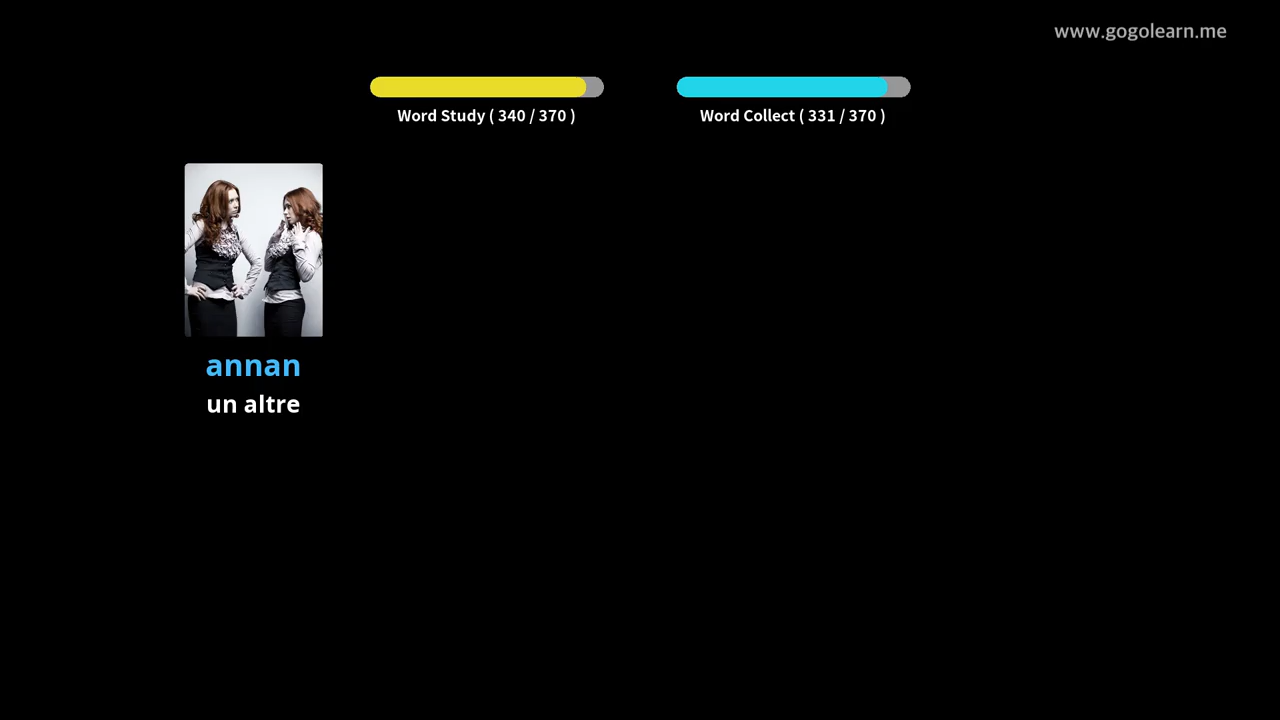 www.gogolearn.me
Word Study ( 340 / 370 )
Word Collect ( 331 / 370 )
annan
un altre